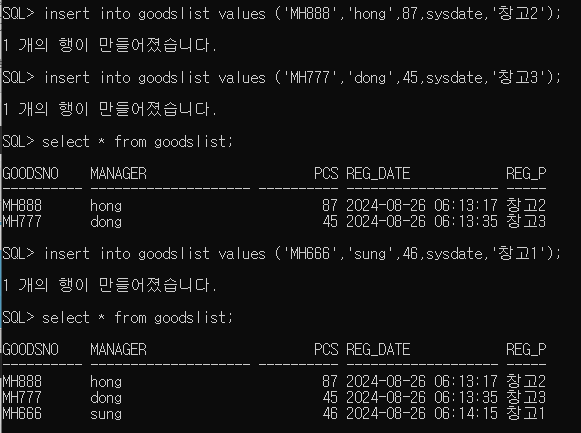 SQL> insert into goodslist values ('MH888','hong',87,sysdate,'창고2');
1 개의 행이 만들어졌습니다.
SQL> insert into goodslist values ('MH777','dong',45,sysdate,'창고3');
1 개의 행이 만들어졌습니다.
SQL> select * from goodslist;
GOODSNO    MANAGER                     PCS REG_DATE            REG_P
---------- -------------------- ---------- ------------------- -----
MH888      hong                         87 2024-08-26 06:13:17 창고2
MH777      dong                         45 2024-08-26 06:13:35 창고3
SQL> insert into goodslist values ('MH666','sung',46,sysdate,'창고1');
1 개의 행이 만들어졌습니다.
SQL> select * from goodslist;
GOODSNO    MANAGER                     PCS REG_DATE            REG_P
---------- -------------------- ---------- ------------------- -----
MH888      hong                         87 2024-08-26 06:13:17 창고2
MH777      dong                         45 2024-08-26 06:13:35 창고3
MH666      sung                         46 2024-08-26 06:14:15 창고1